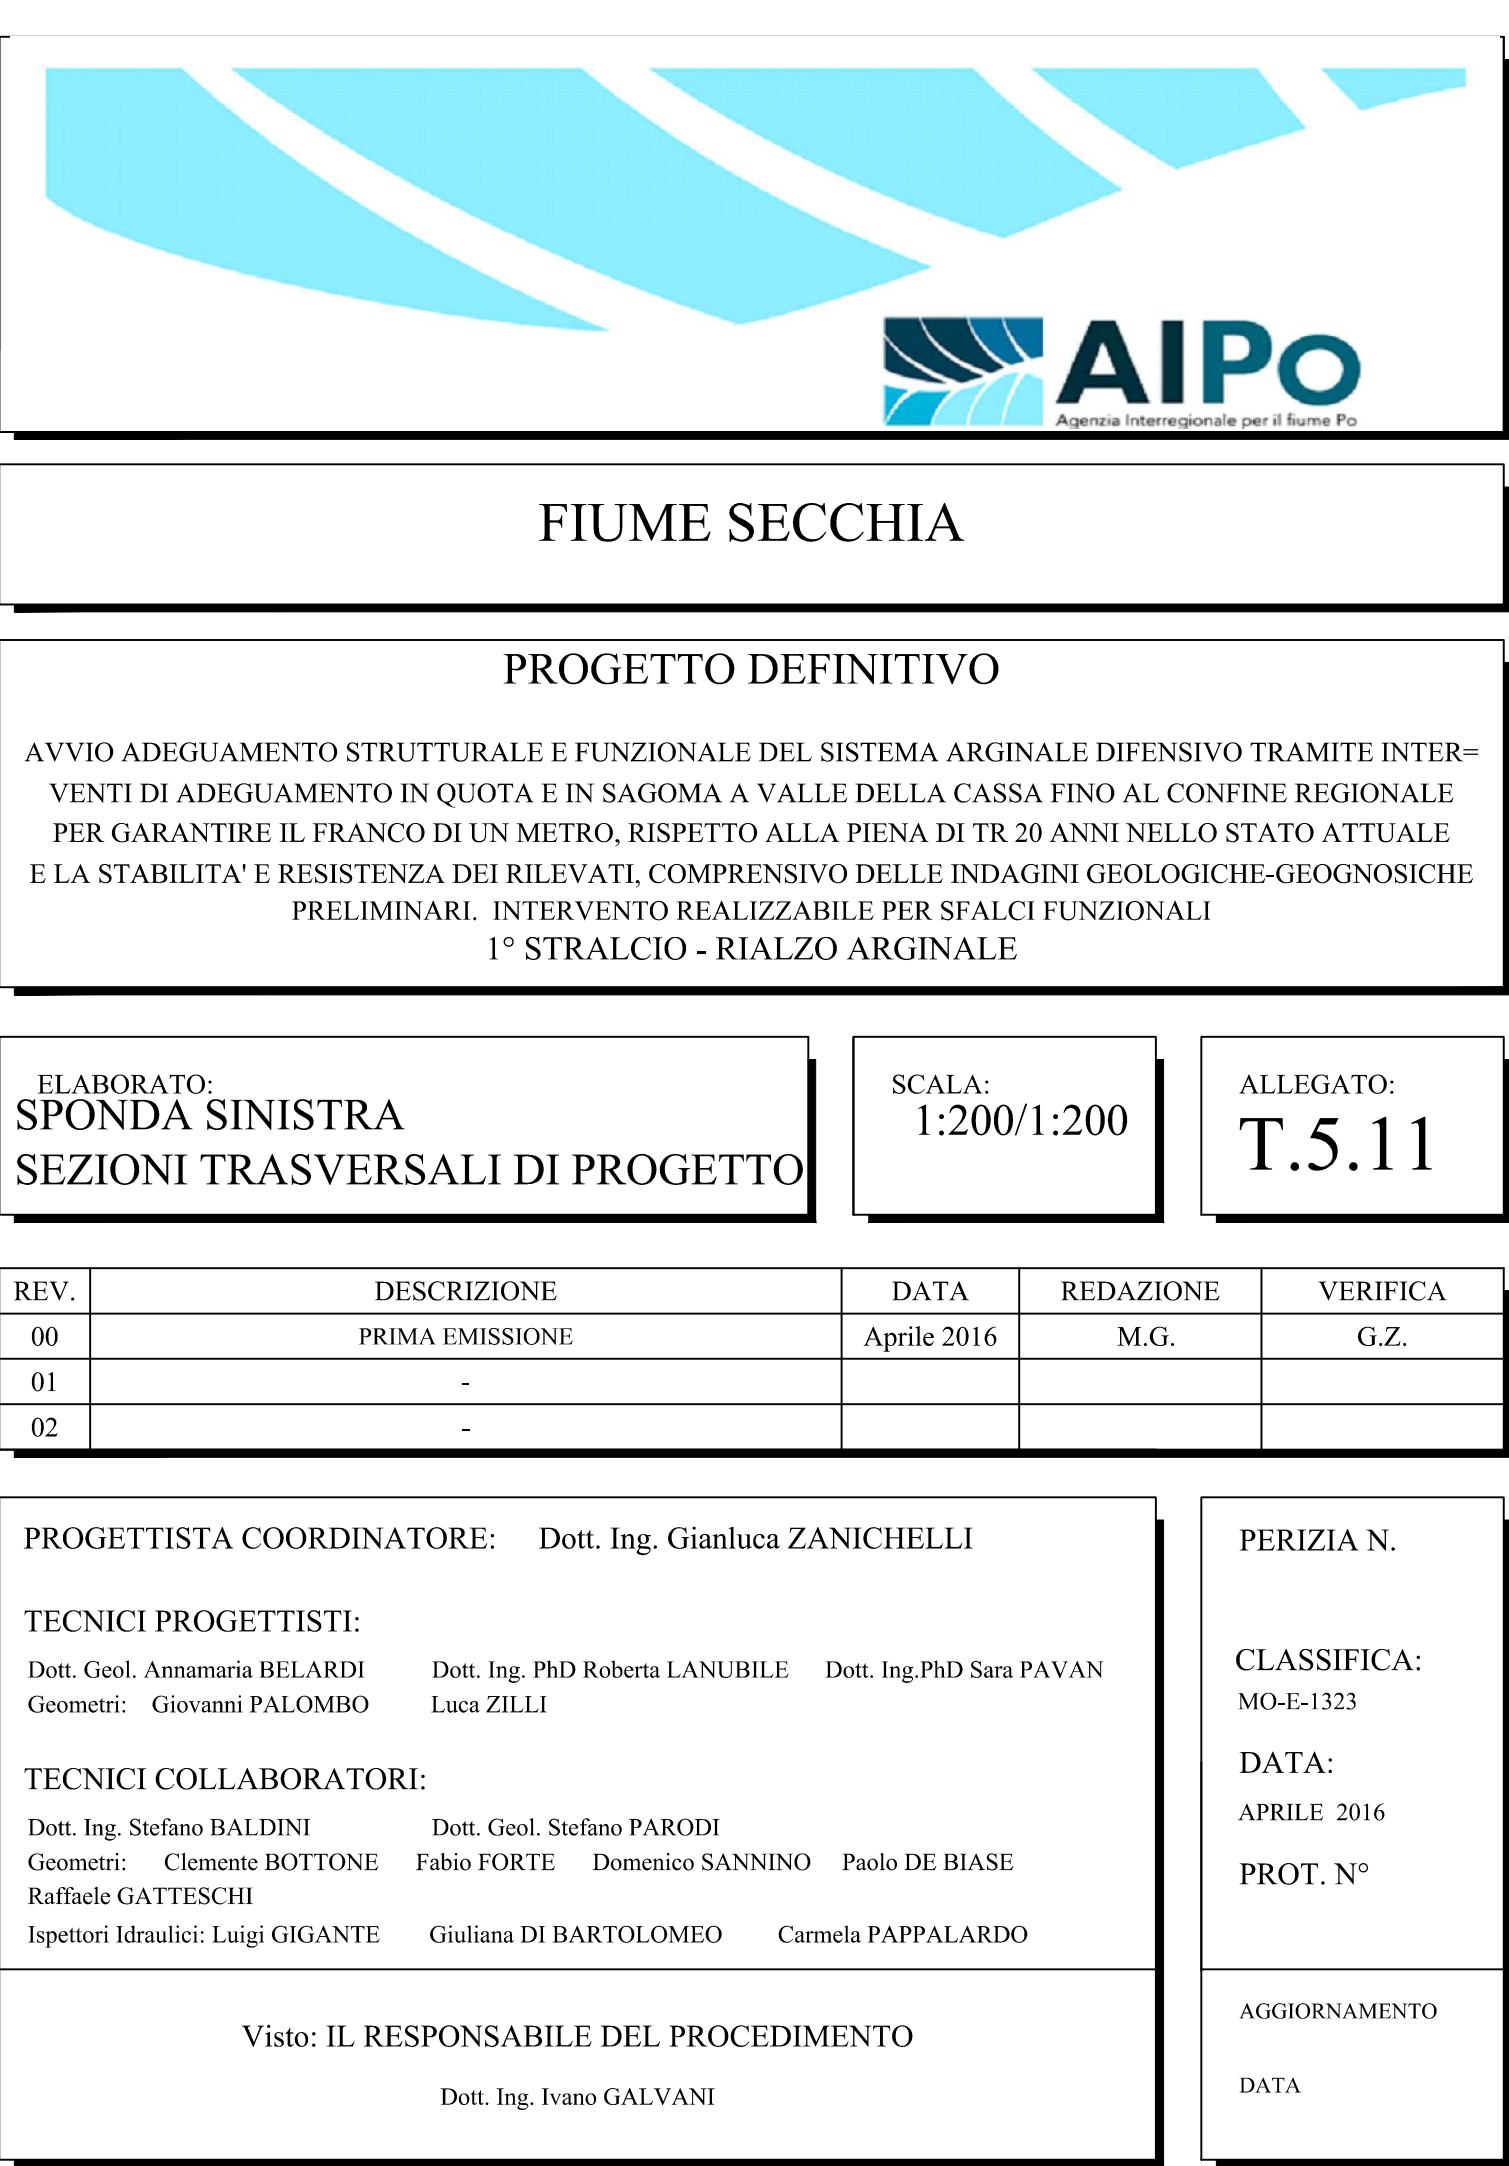 AIPo
Agenzia Interregionale per il fiume Po
FIUME SECCHIA
PROGETTO DEFINITIVO
AVVIO ADEGUAMENTO STRUTTURALE E FUNZIONALE DEL SISTEMA ARGINALE DIFENSIVO TRAMITE INTER=
VENTI DI ADEGUAMENTO IN QUOTA E IN SAGOMA A VALLE DELLA CASSA FINO AL CONFINE REGIONALE
PER GARANTIRE IL FRANCO DI UN METRO, RISPETTO ALLA PIENA DI TR 20 ANNI NELLO STATO ATTUALE
E LA STABILITA' E RESISTENZA DEI RILEVATI, COMPRENSIVO DELLE INDAGINI GEOLOGICHE-GEOGNOSICHE
PRELIMINARI. INTERVENTO REALIZZABILE PER SFALCI FUNZIONALI
1° STRALCIO - RIALZO ARGINALE
ELABORATO:
SPONDA SINISTRA
SEZIONI TRASVERSALI DI PROGETTO
SCALA:
1:200/1:200
ALLEGATO:
T.5.11
REV. DESCRIZIONE DATA REDAZIONE VERIFICA
00 PRIMA EMISSIONE Aprile 2016 M.G. G.Z.
01 -
02 -
PROGETTISTA COORDINATORE: Dott. Ing. Gianluca ZANICHELLI
TECNICI PROGETTISTI:
Dott. Geol. Annamaria BELARDI Dott. Ing. PhD Roberta LANUBILE Dott. Ing.PhD Sara PAVAN
Geometri: Giovanni PALOMBO Luca ZILLI
TECNICI COLLABORATORI:
Dott. Ing. Stefano BALDINI Dott. Geol. Stefano PARODI
Geometri: Clemente BOTTONE Fabio FORTE Domenico SANNINO Paolo DE BIASE
Raffaele GATTESCHI
Ispettori Idraulici: Luigi GIGANTE Giuliana DI BARTOLOMEO Carmela PAPPALARDO
Visto: IL RESPONSABILE DEL PROCEDIMENTO
Dott. Ing. Ivano GALVANI
PERIZIA N.
CLASSIFICA:
MO-E-1323
DATA:
APRILE 2016
PROT. N°
AGGIORNAMENTO
DATA